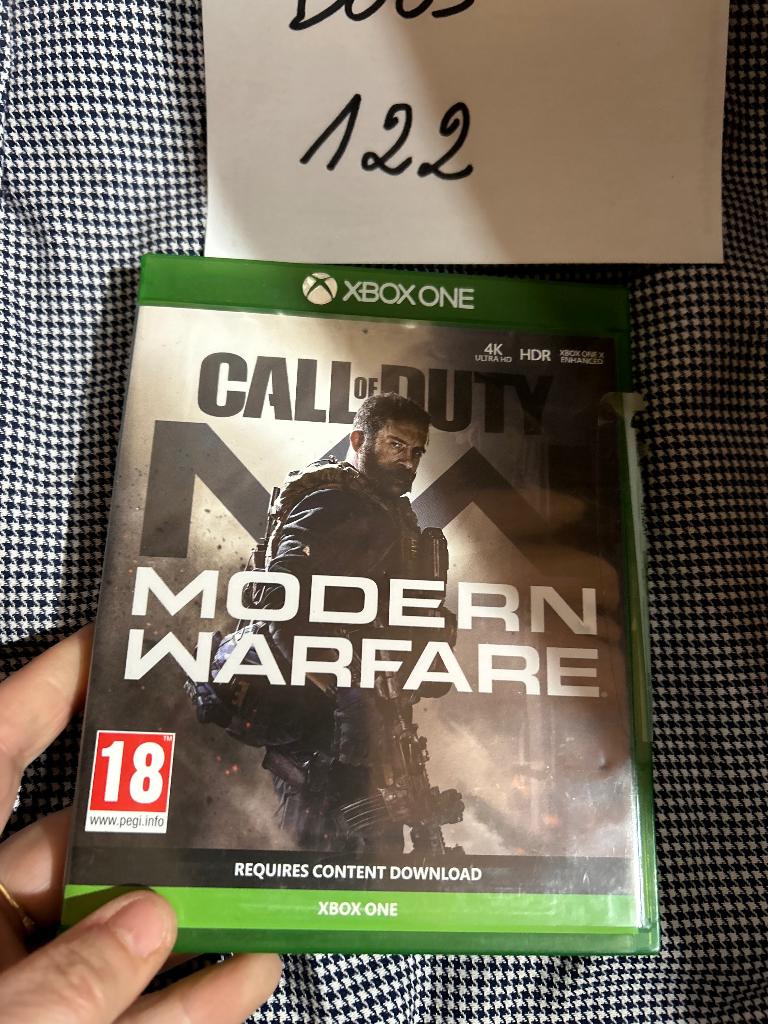 122
XBOX ONE
4K
ULTRA HD
HDR
XBOX ONE X
ENHANCED
CALL OF DUTY
MW
MODERN
WARFARE
18
www.pegi.info
REQUIRES CONTENT DOWNLOAD
XBOX ONE